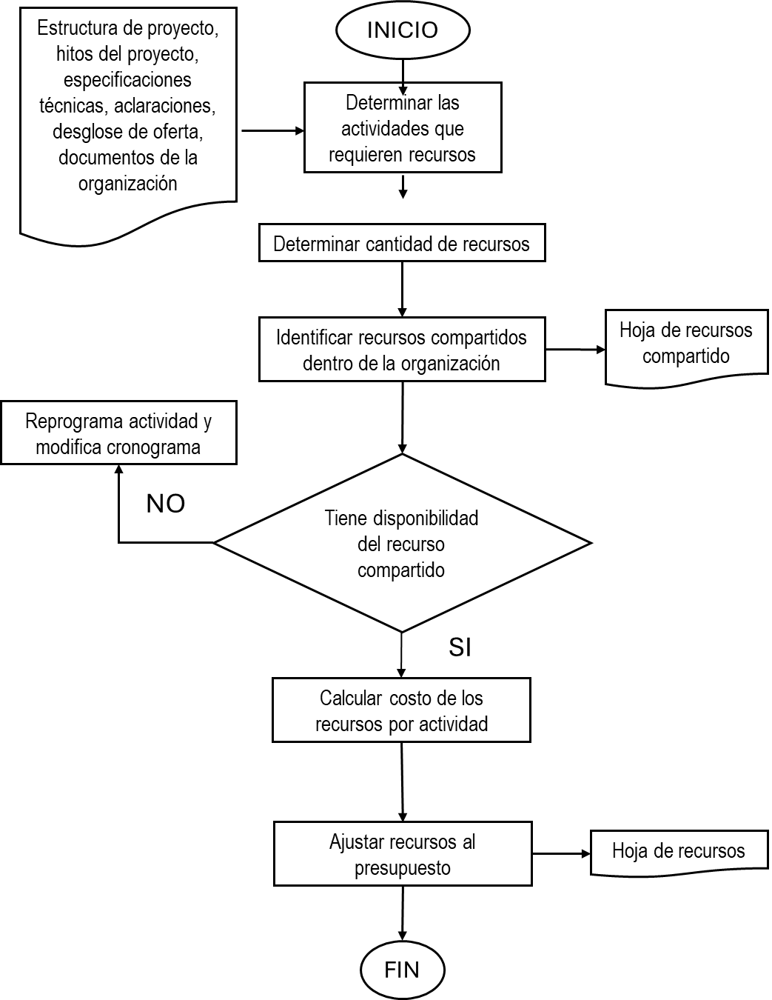 Estructura de proyecto,
hitos del proyecto,
especificaciones
técnicas, aclaraciones,
desglose de oferta,
documentos de la
organización
INICIO
Determinar las
actividades que
requieren recursos
Determinar cantidad de recursos
Identificar recursos compartidos
dentro de la organización
Hoja de recursos
compartido
Reprograma actividad y
modifica cronograma
NO
Tiene disponibilidad
del recurso
compartido
SI
Calcular costo de los
recursos por actividad
Ajustar recursos al
presupuesto
Hoja de recursos
FIN